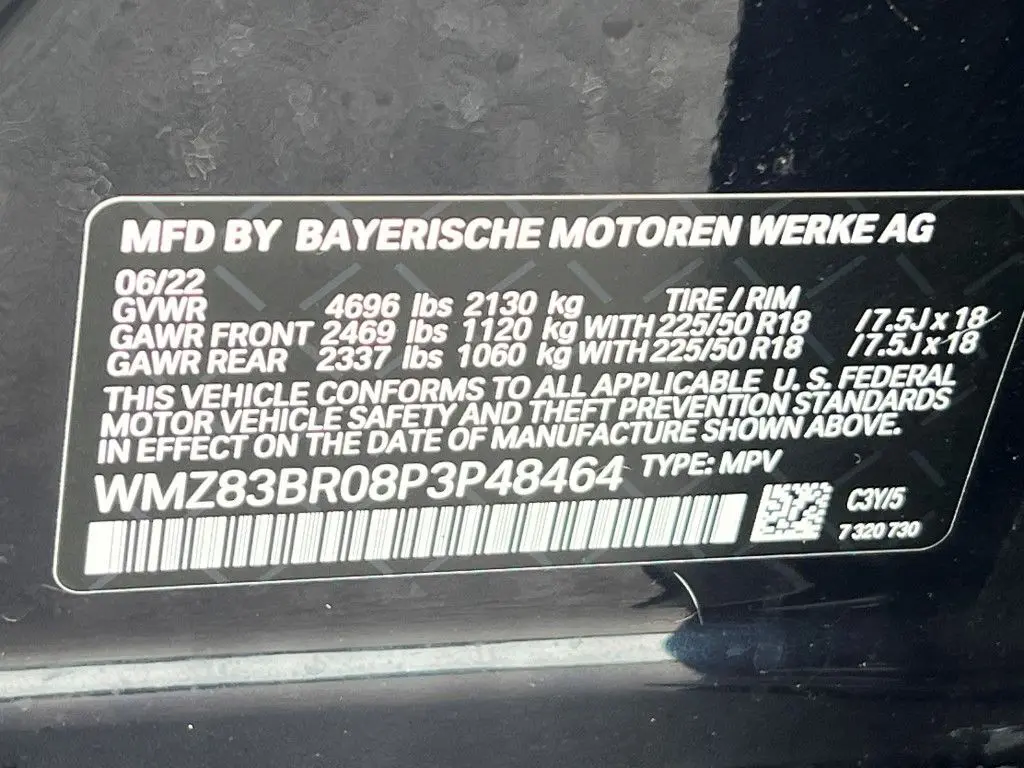 MFD BY BAYERISCHE MOTOREN WERKE AG
06/22
GVWR 4696 lbs 2130 kg TIRE / RIM
GAWR FRONT 2469 lbs 1120 kg WITH 225/50 R18 /7.5J x 18
GAWR REAR 2337 lbs 1060 kg WITH 225/50 R18 /7.5J x 18
THIS VEHICLE CONFORMS TO ALL APPLICABLE U. S. FEDERAL
MOTOR VEHICLE SAFETY AND THEFT PREVENTION STANDARDS
IN EFFECT ON THE DATE OF MANUFACTURE SHOWN ABOVE.
WMZ83BR08P3P48464 TYPE: MPV
C3Y/5
7 320 730